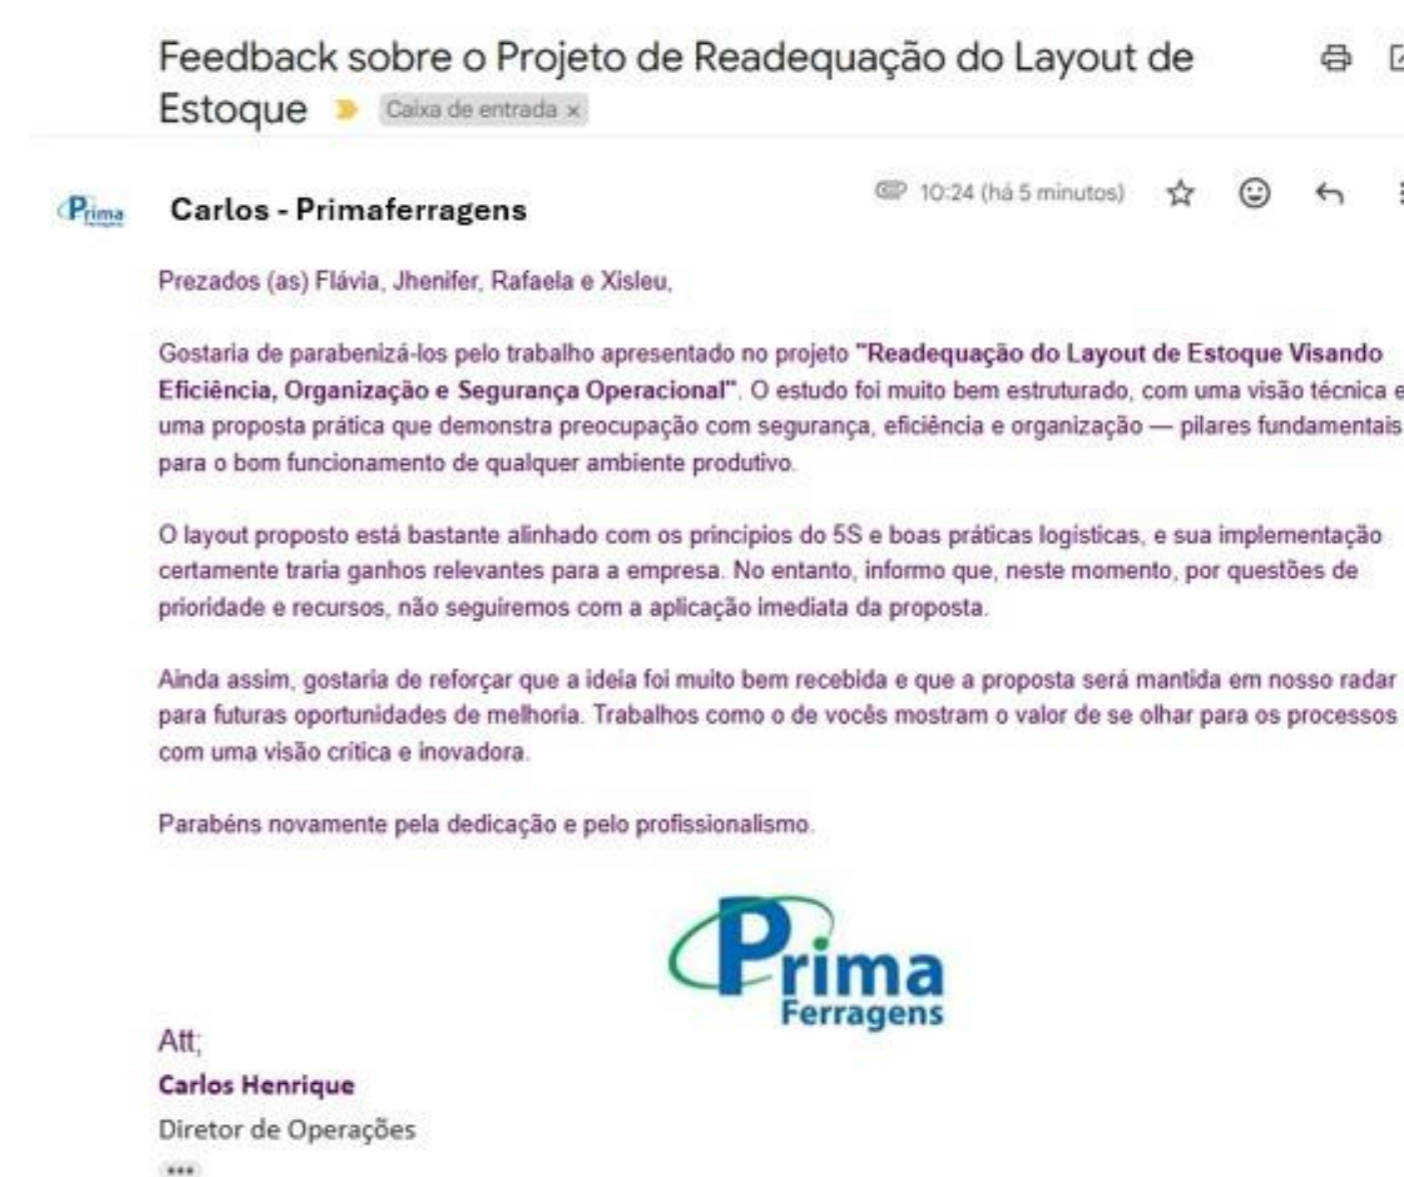 Feedback sobre o Projeto de Readequação do Layout de
Estoque
Caixa de entrada ×
Prima
Carlos - Primaferragens
10:24 (há 5 minutos)
Prezados (as) Flávia, Jhenifer, Rafaela e Xisleu,
Gostaria de parabenizá-los pelo trabalho apresentado no projeto "Readequação do Layout de Estoque Visando
Eficiência, Organização e Segurança Operacional". O estudo foi muito bem estruturado, com uma visão técnica e
uma proposta prática que demonstra preocupação com segurança, eficiência e organização — pilares fundamentais
para o bom funcionamento de qualquer ambiente produtivo.
O layout proposto está bastante alinhado com os princípios do 5S e boas práticas logísticas, e sua implementação
certamente traria ganhos relevantes para a empresa. No entanto, informo que, neste momento, por questões de
prioridade e recursos, não seguiremos com a aplicação imediata da proposta.
Ainda assim, gostaria de reforçar que a ideia foi muito bem recebida e que a proposta será mantida em nosso radar
para futuras oportunidades de melhoria. Trabalhos como o de vocês mostram o valor de se olhar para os processos
com uma visão crítica e inovadora.
Parabéns novamente pela dedicação e pelo profissionalismo.
Prima
Ferragens
Att;
Carlos Henrique
Diretor de Operações